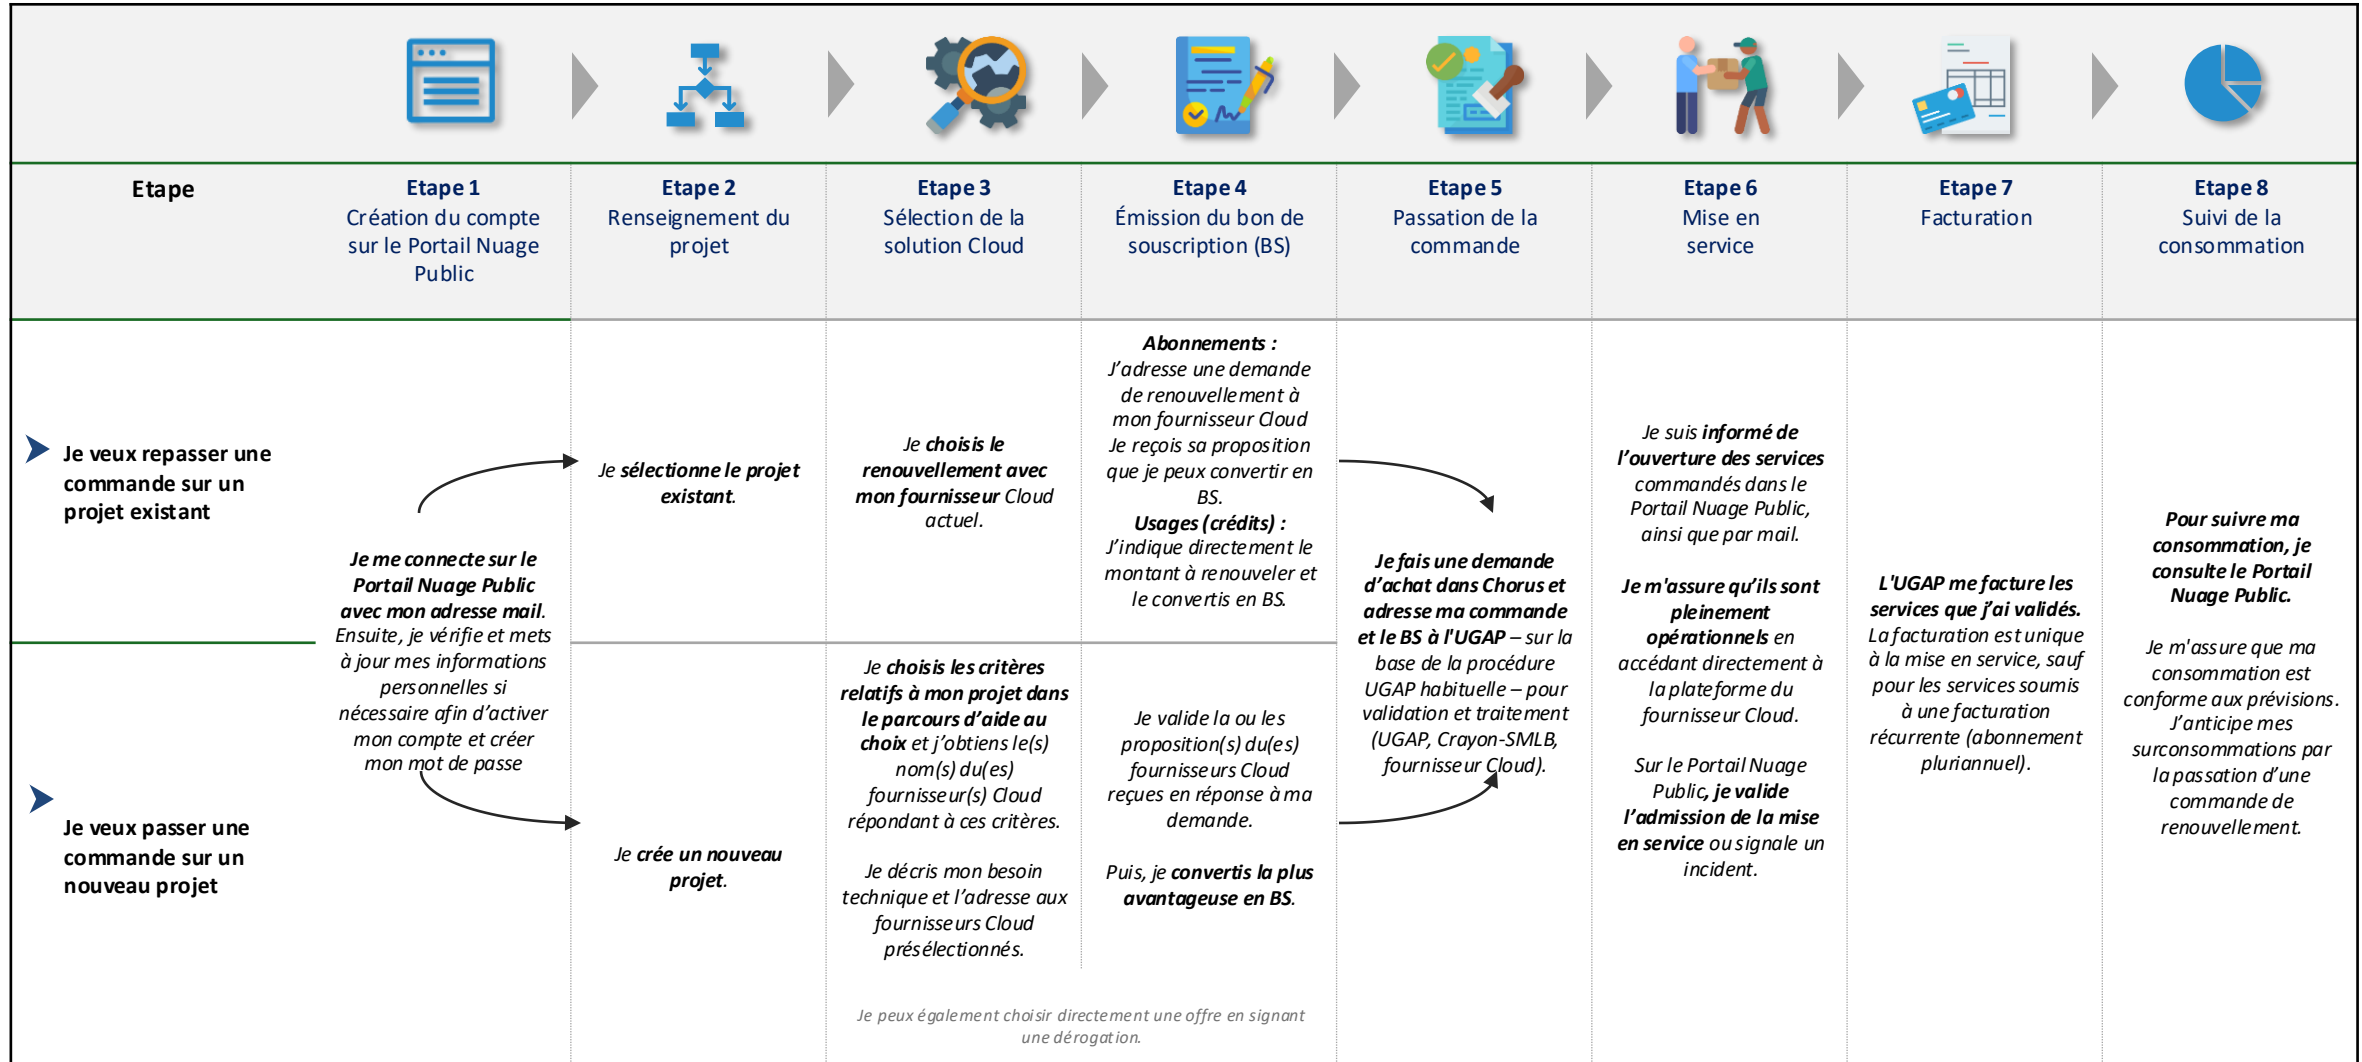 Etape
Etape 1
Création du compte
sur le Portail Nuage
Public
Etape 2
Renseignement du
projet
Etape 3
Sélection de la
solution Cloud
Etape 4
Émission du bon de
souscription (BS)
Etape 5
Passation de la
commande
Etape 6
Mise en
service
Etape 7
Facturation
Etape 8
Suivi de la
consommation
Je veux repasser une
commande sur un
projet existant
Je veux passer une
commande sur un
nouveau projet
Je me connecte sur le
Portail Nuage Public
avec mon adresse mail.
Ensuite, je vérifie et mets
à jour mes informations
personnelles si
nécessaire afin d’activer
mon compte et créer
mon mot de passe
Je sélectionne le projet
existant.
Je crée un nouveau
projet.
Je choisis le
renouvellement avec
mon fournisseur Cloud
actuel.
Je choisis les critères
relatifs à mon projet dans
le parcours d’aide au
choix et j’obtiens le(s)
nom(s) du(es)
fournisseur(s) Cloud
répondant à ces critères.
Je décris mon besoin
technique et l’adresse aux
fournisseurs Cloud
présélectionnés.
Abonnements :
J’adresse une demande
de renouvellement à
mon fournisseur Cloud
Je reçois sa proposition
que je peux convertir en
BS.
Usages (crédits) :
J’indique directement le
montant à renouveler et
le convertis en BS.
Je valide la ou les
proposition(s) du(es)
fournisseurs Cloud
reçues en réponse à ma
demande.
Puis, je convertis la plus
avantageuse en BS.
Je peux également choisir directement une offre en signant
une dérogation.
Je fais une demande
d’achat dans Chorus et
adresse ma commande
et le BS à l'UGAP – sur la
base de la procédure
UGAP habituelle – pour
validation et traitement
(UGAP, Crayon-SMLB,
fournisseur Cloud).
Je suis informé de
l’ouverture des services
commandés dans le
Portail Nuage Public,
ainsi que par mail.
Je m'assure qu’ils sont
pleinement
opérationnels en
accédant directement à
la plateforme du
fournisseur Cloud.
Sur le Portail Nuage
Public, je valide
l’admission de la mise
en service ou signale un
incident.
L'UGAP me facture les
services que j’ai validés.
La facturation est unique
à la mise en service, sauf
pour les services soumis
à une facturation
récurrente (abonnement
pluriannuel).
Pour suivre ma
consommation, je
consulte le Portail
Nuage Public.
Je m'assure que ma
consommation est
conforme aux prévisions.
J’anticipe mes
surconsommations par
la passation d’une
commande de
renouvellement.